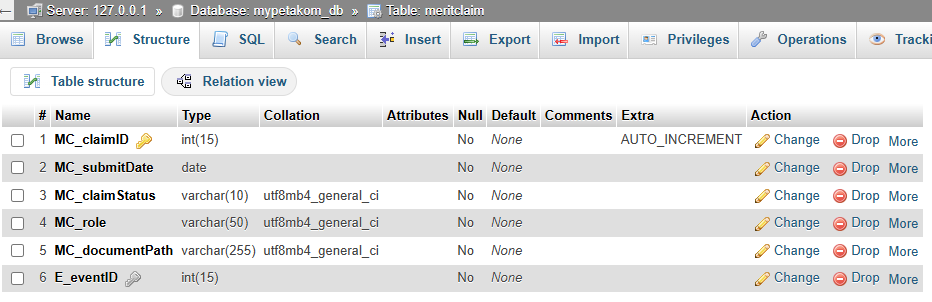 Server: 127.0.0.1 » Database: mypetakom_db » Table: meritclaim
Browse Structure SQL Search Insert Export Import Privileges Operations Tracki
Table structure Relation view
# Name Type Collation Attributes Null Default Comments Extra Action
1 MC_claimID int(15) No None AUTO_INCREMENT Change Drop More
2 MC_submitDate date No None Change Drop More
3 MC_claimStatus varchar(10) utf8mb4_general_ci No None Change Drop More
4 MC_role varchar(50) utf8mb4_general_ci No None Change Drop More
5 MC_documentPath varchar(255) utf8mb4_general_ci No None Change Drop More
6 E_eventID int(15) No None Change Drop More